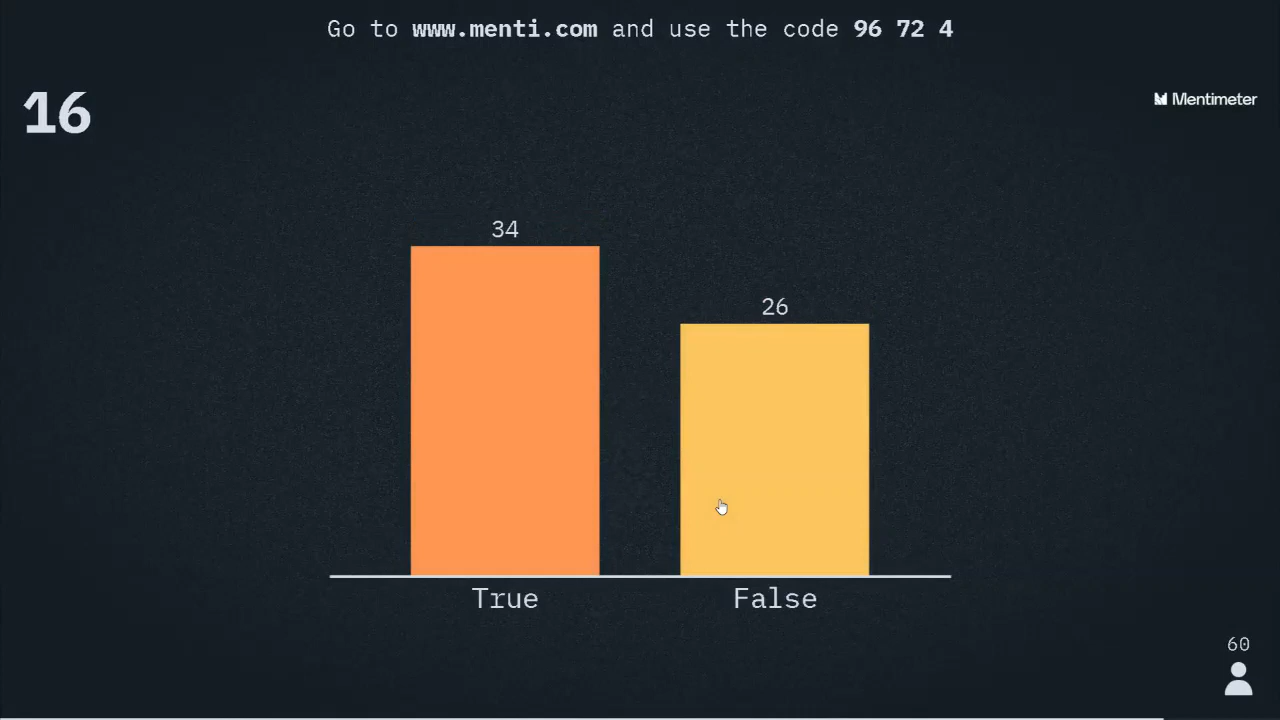 Go to www.menti.com and use the code 96 72 4
16
Mentimeter
34
26
True
False
60